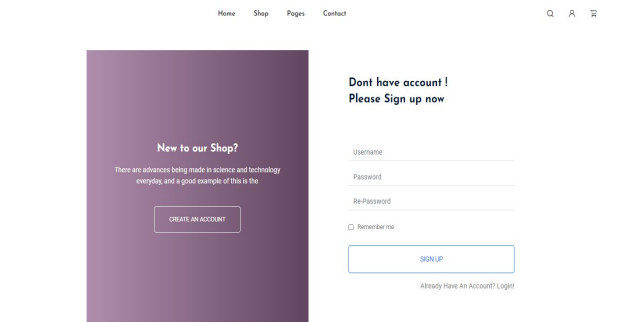 Home Shop Pages Contact
New to our Shop?
There are advances being made in science and technology
everyday, and a good example of this is the
CREATE AN ACCOUNT
Dont have account !
Please Sign up now
Username
Password
Re-Password
Remember me
SIGN UP
Already Have An Account? Login!